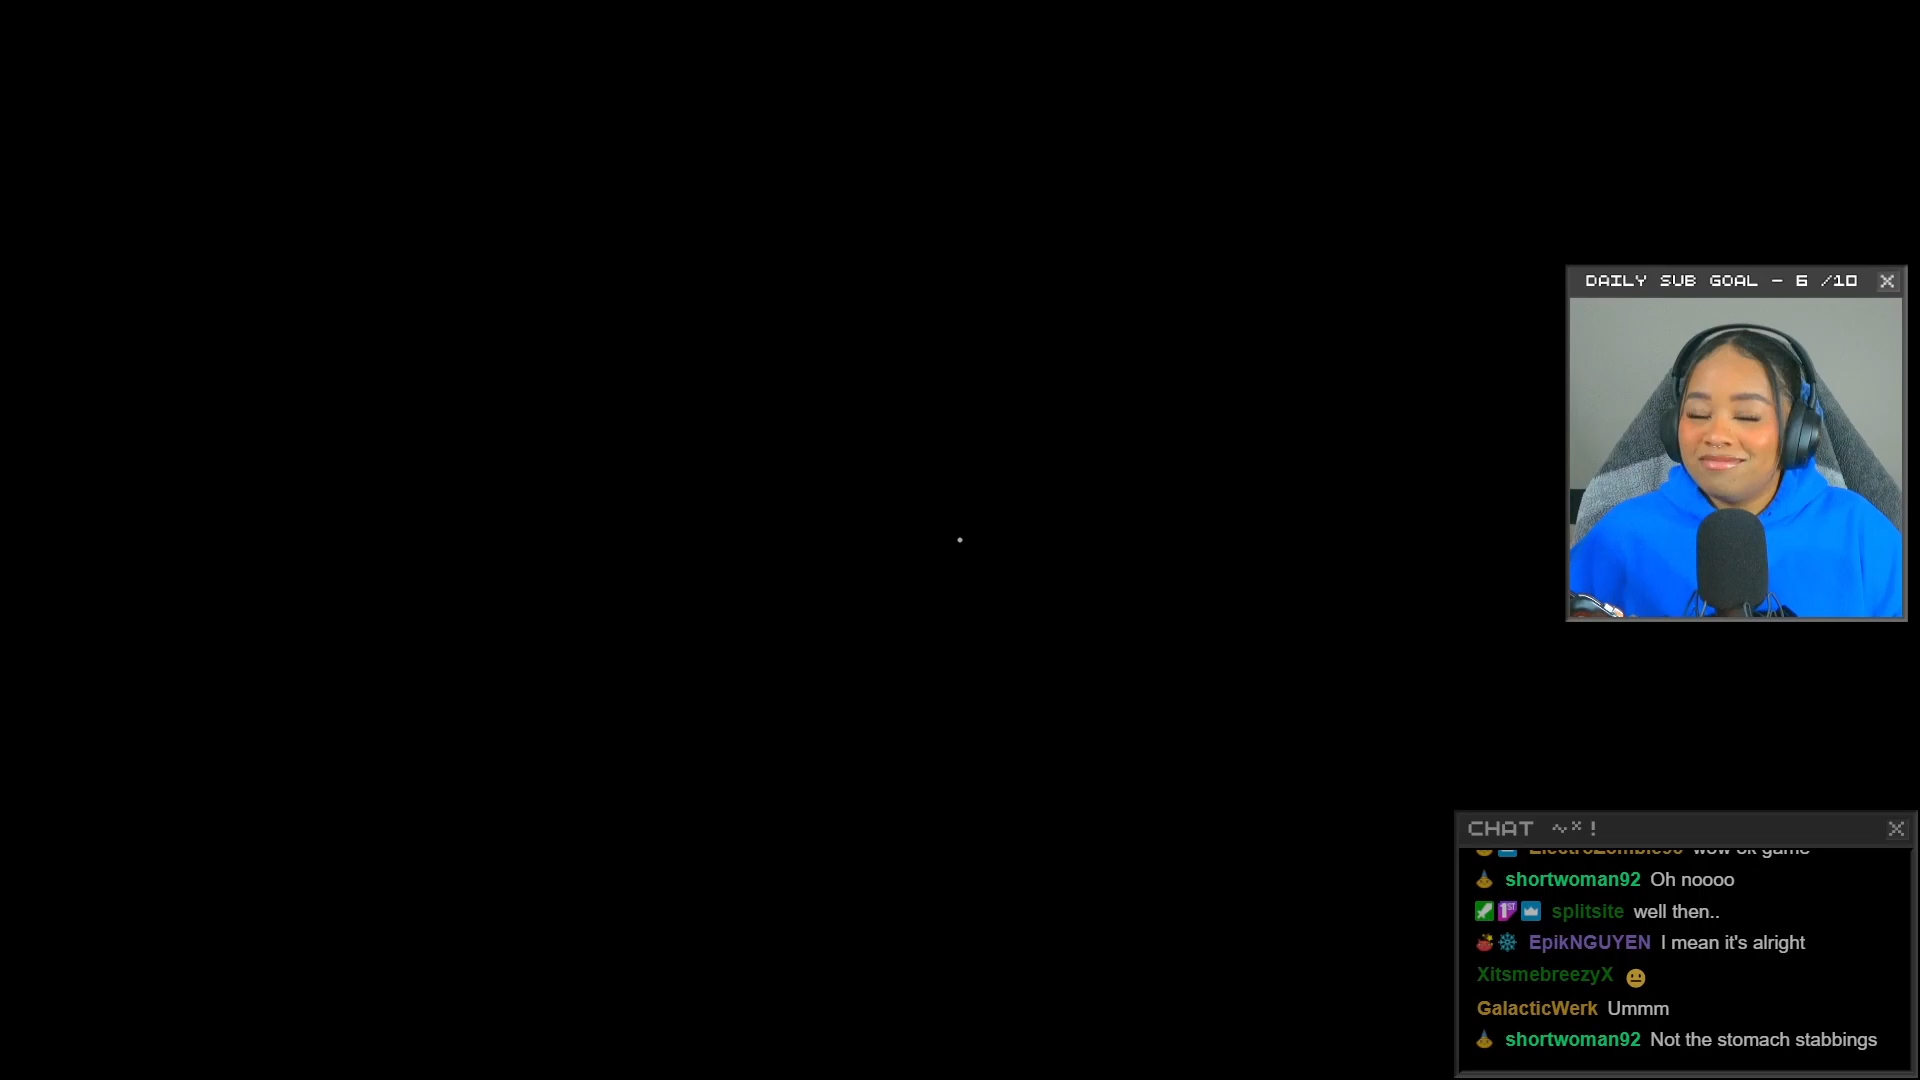 DAILY SUB GOAL - 6 /10
CHAT ~*!
shortwoman92 Oh noooo
splitsite well then..
EpikNGUYEN I mean it's alright
XitsmebreezyX
GalacticWerk Ummm
shortwoman92 Not the stomach stabbings